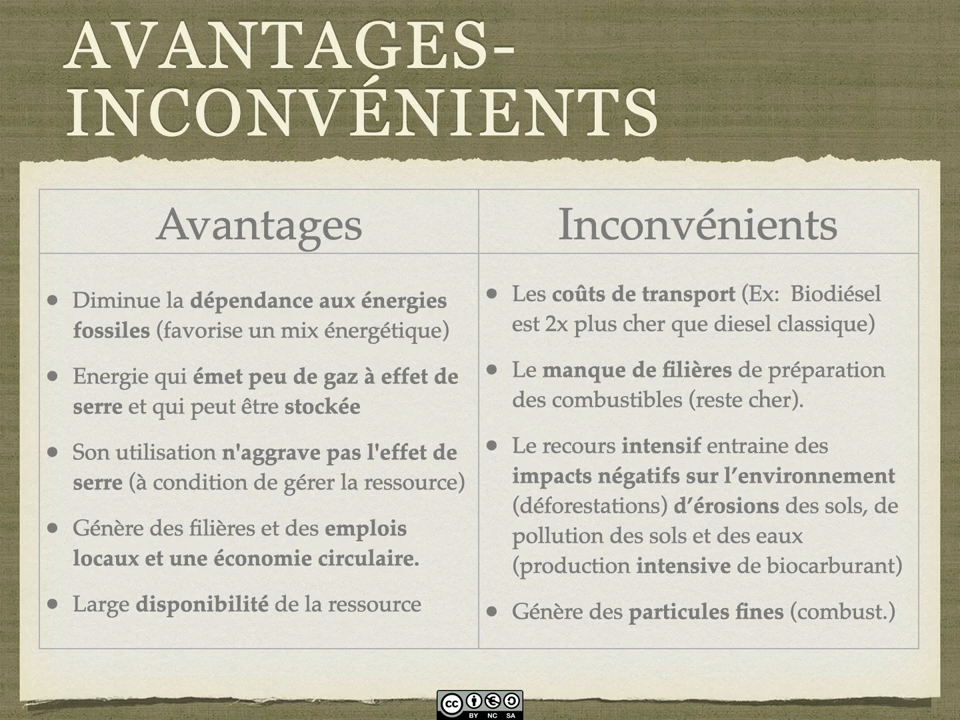 AVANTAGES-
INCONVÉNIENTS
Avantages
• Diminue la dépendance aux énergies
fossiles (favorise un mix énergétique)
• Energie qui émet peu de gaz à effet de
serre et qui peut être stockée
• Son utilisation n'aggrave pas l'effet de
serre (à condition de gérer la ressource)
• Génère des filières et des emplois
locaux et une économie circulaire.
• Large disponibilité de la ressource
Inconvénients
• Les coûts de transport (Ex: Biodiésel
est 2x plus cher que diesel classique)
• Le manque de filières de préparation
des combustibles (reste cher).
• Le recours intensif entraine des
impacts négatifs sur l’environnement
(déforestations) d’érosions des sols, de
pollution des sols et des eaux
(production intensive de biocarburant)
• Génère des particules fines (combust.)
cc
BY NC SA